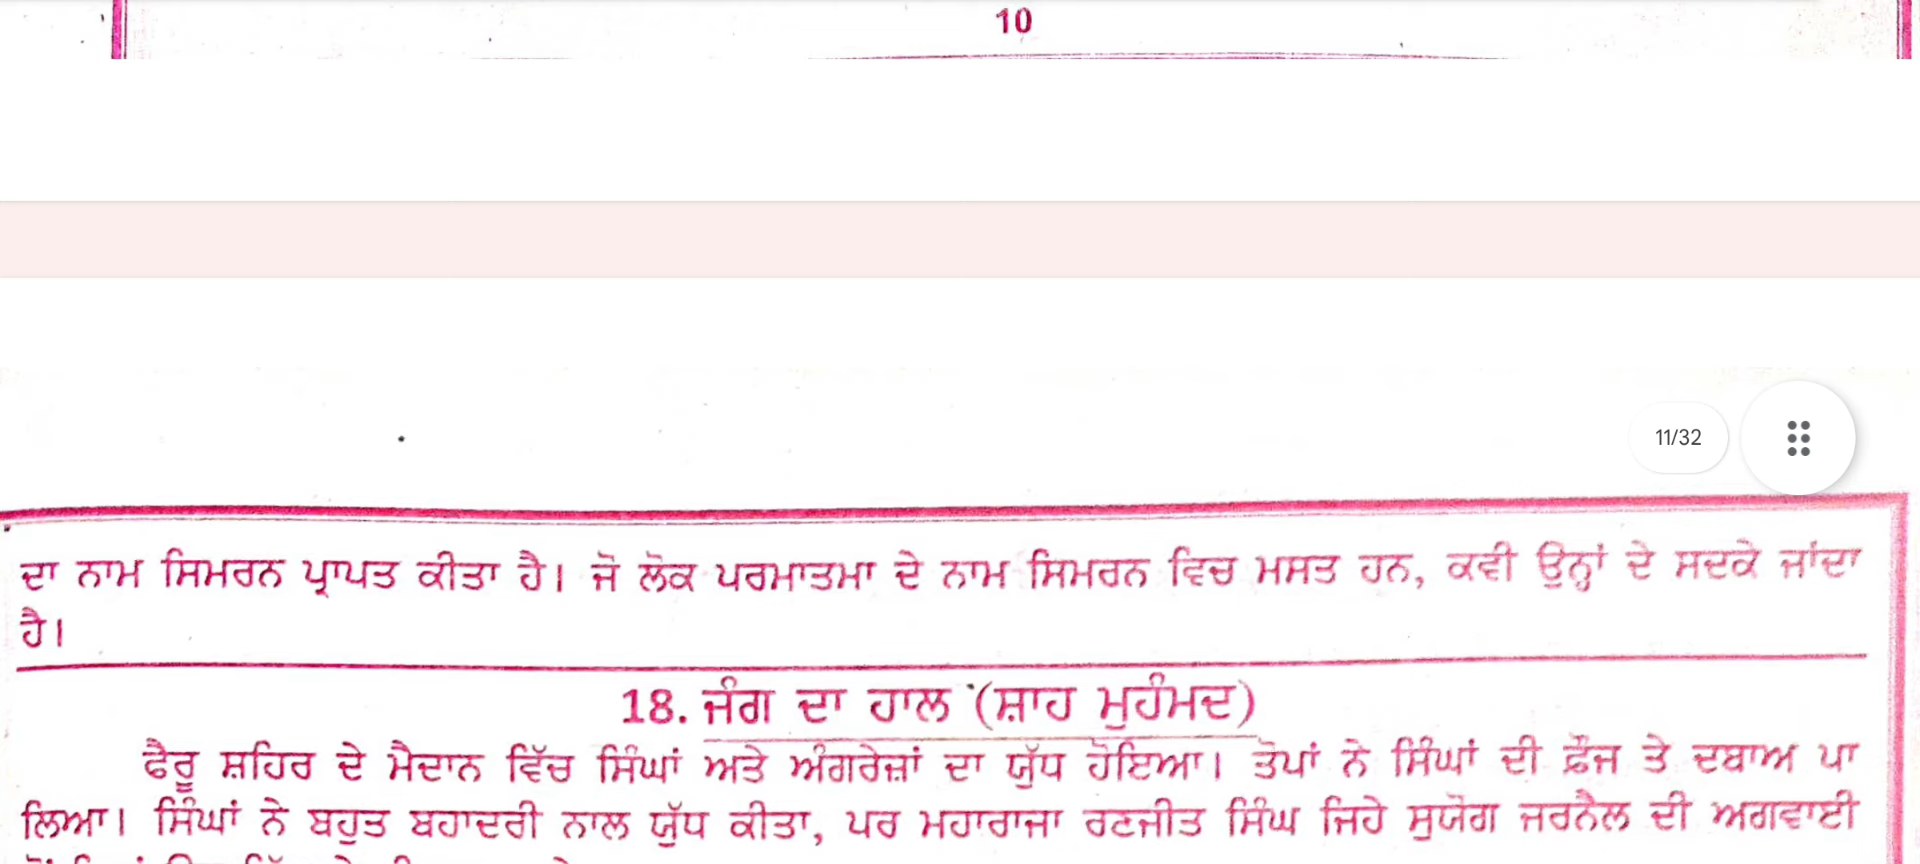 10
11/32
ਦਾ ਨਾਮ ਸਿਮਰਨ ਪ੍ਰਾਪਤ ਕੀਤਾ ਹੈ। ਜੋ ਲੋਕ ਪਰਮਾਤਮਾ ਦੇ ਨਾਮ ਸਿਮਰਨ ਵਿਚ ਮਸਤ ਹਨ, ਕਵੀ ਉਨ੍ਹਾਂ ਦੇ ਸਦਕੇ ਜਾਂਦਾ
ਹੈ।
18. ਜੰਗ ਦਾ ਹਾਲ (ਸ਼ਾਹ ਮੁਹੰਮਦ)
ਫੈਰੂ ਸ਼ਹਿਰ ਦੇ ਮੈਦਾਨ ਵਿੱਚ ਸਿੰਘਾਂ ਅਤੇ ਅੰਗਰੇਜ਼ਾਂ ਦਾ ਯੁੱਧ ਹੋਇਆ। ਤੋਪਾਂ ਨੇ ਸਿੰਘਾਂ ਦੀ ਫ਼ੌਜ ਤੇ ਦਬਾਅ ਪਾ
ਲਿਆ। ਸਿੰਘਾਂ ਨੇ ਬਹੁਤ ਬਹਾਦਰੀ ਨਾਲ ਯੁੱਧ ਕੀਤਾ, ਪਰ ਮਹਾਰਾਜਾ ਰਣਜੀਤ ਸਿੰਘ ਜਿਹੇ ਸੁਯੋਗ ਜਰਨੈਲ ਦੀ ਅਗਵਾਈ